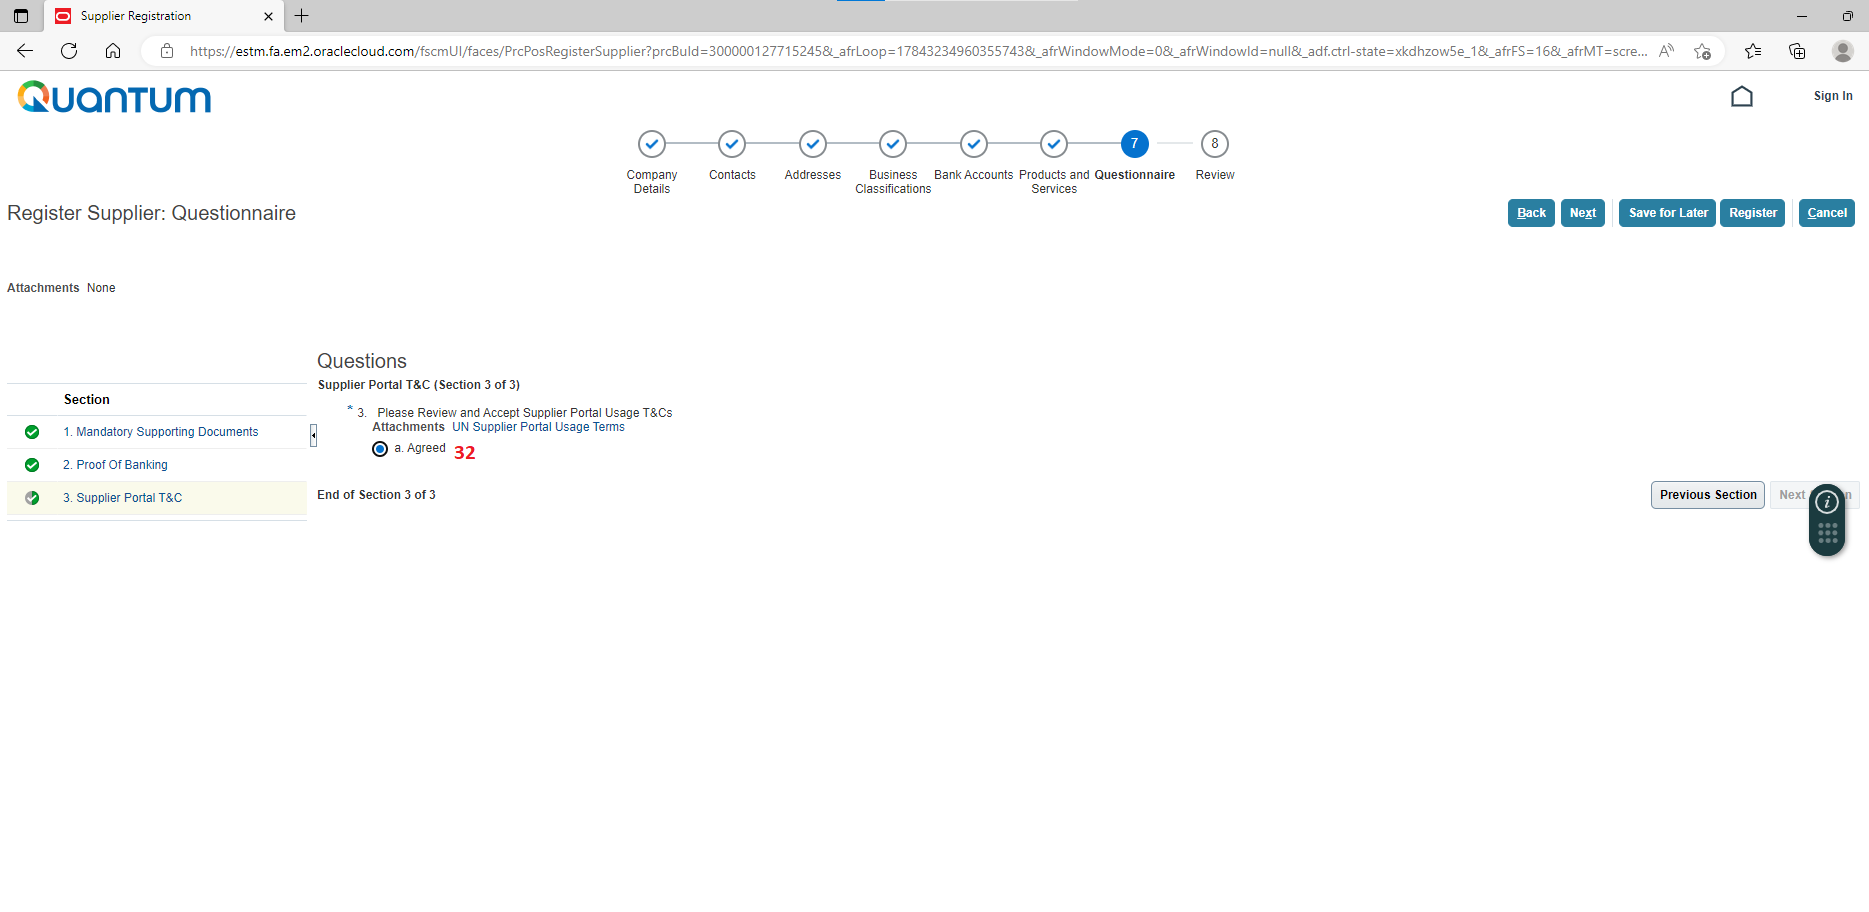 Supplier Registration
https://estm.fa.em2.oraclecloud.com/fscmUI/faces/PrcPosRegisterSupplier?prcBuId=300000127715245&_afrLoop=17843234960355743&_afrWindowMode=0&_afrWindowId=null&_adf.ctrl-state=xkdhzow5e_1&_afrFS=16&_afrMT=scre...
Quantum
Sign In
7
8
Company Details
Contacts
Addresses
Business Classifications
Bank Accounts
Products and Services
Questionnaire
Review
Register Supplier: Questionnaire
Back
Next
Save for Later
Register
Cancel
Attachments None
Questions
Supplier Portal T&C (Section 3 of 3)
Section
* 3. Please Review and Accept Supplier Portal Usage T&Cs
Attachments UN Supplier Portal Usage Terms
1. Mandatory Supporting Documents
a. Agreed 32
2. Proof Of Banking
3. Supplier Portal T&C
End of Section 3 of 3
Previous Section
Next